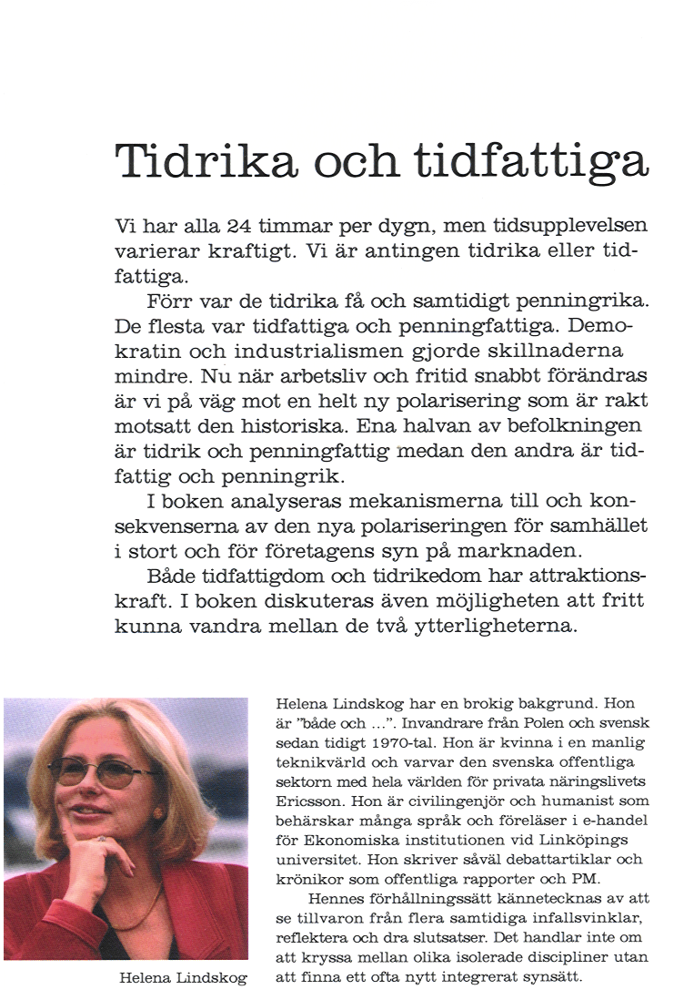 Tidrika och tidfattiga
Vi har alla 24 timmar per dygn, men tidsupplevelsen
varierar kraftigt. Vi är antingen tidrika eller tid-
fattiga.
Förr var de tidrika få och samtidigt penningrika.
De flesta var tidfattiga och penningfattiga. Demo-
kratin och industrialismen gjorde skillnaderna
mindre. Nu när arbetsliv och fritid snabbt förändras
är vi på väg mot en helt ny polarisering som är rakt
motsatt den historiska. Ena halvan av befolkningen
är tidrik och penningfattig medan den andra är tid-
fattig och penningrik.
I boken analyseras mekanismerna till och kon-
sekvenserna av den nya polariseringen för samhället
i stort och för företagens syn på marknaden.
Både tidfattigdom och tidrikedom har attraktions-
kraft. I boken diskuteras även möjligheten att fritt
kunna vandra mellan de två ytterligheterna.
Helena Lindskog har en brokig bakgrund. Hon
är ”både och ...”. Invandrare från Polen och svensk
sedan tidigt 1970-tal. Hon är kvinna i en manlig
teknikvärld och varvar den svenska offentliga
sektorn med hela världen för privata näringslivets
Ericsson. Hon är civilingenjör och humanist som
behärskar många språk och föreläser i e-handel
för Ekonomiska institutionen vid Linköpings
universitet. Hon skriver såväl debattartiklar och
krönikor som offentliga rapporter och PM.
Hennes förhållningssätt kännetecknas av att
se tillvaron från flera samtidiga infallsvinklar,
reflektera och dra slutsatser. Det handlar inte om
att kryssa mellan olika isolerade discipliner utan
att finna ett ofta nytt integrerat synsätt.
Helena Lindskog